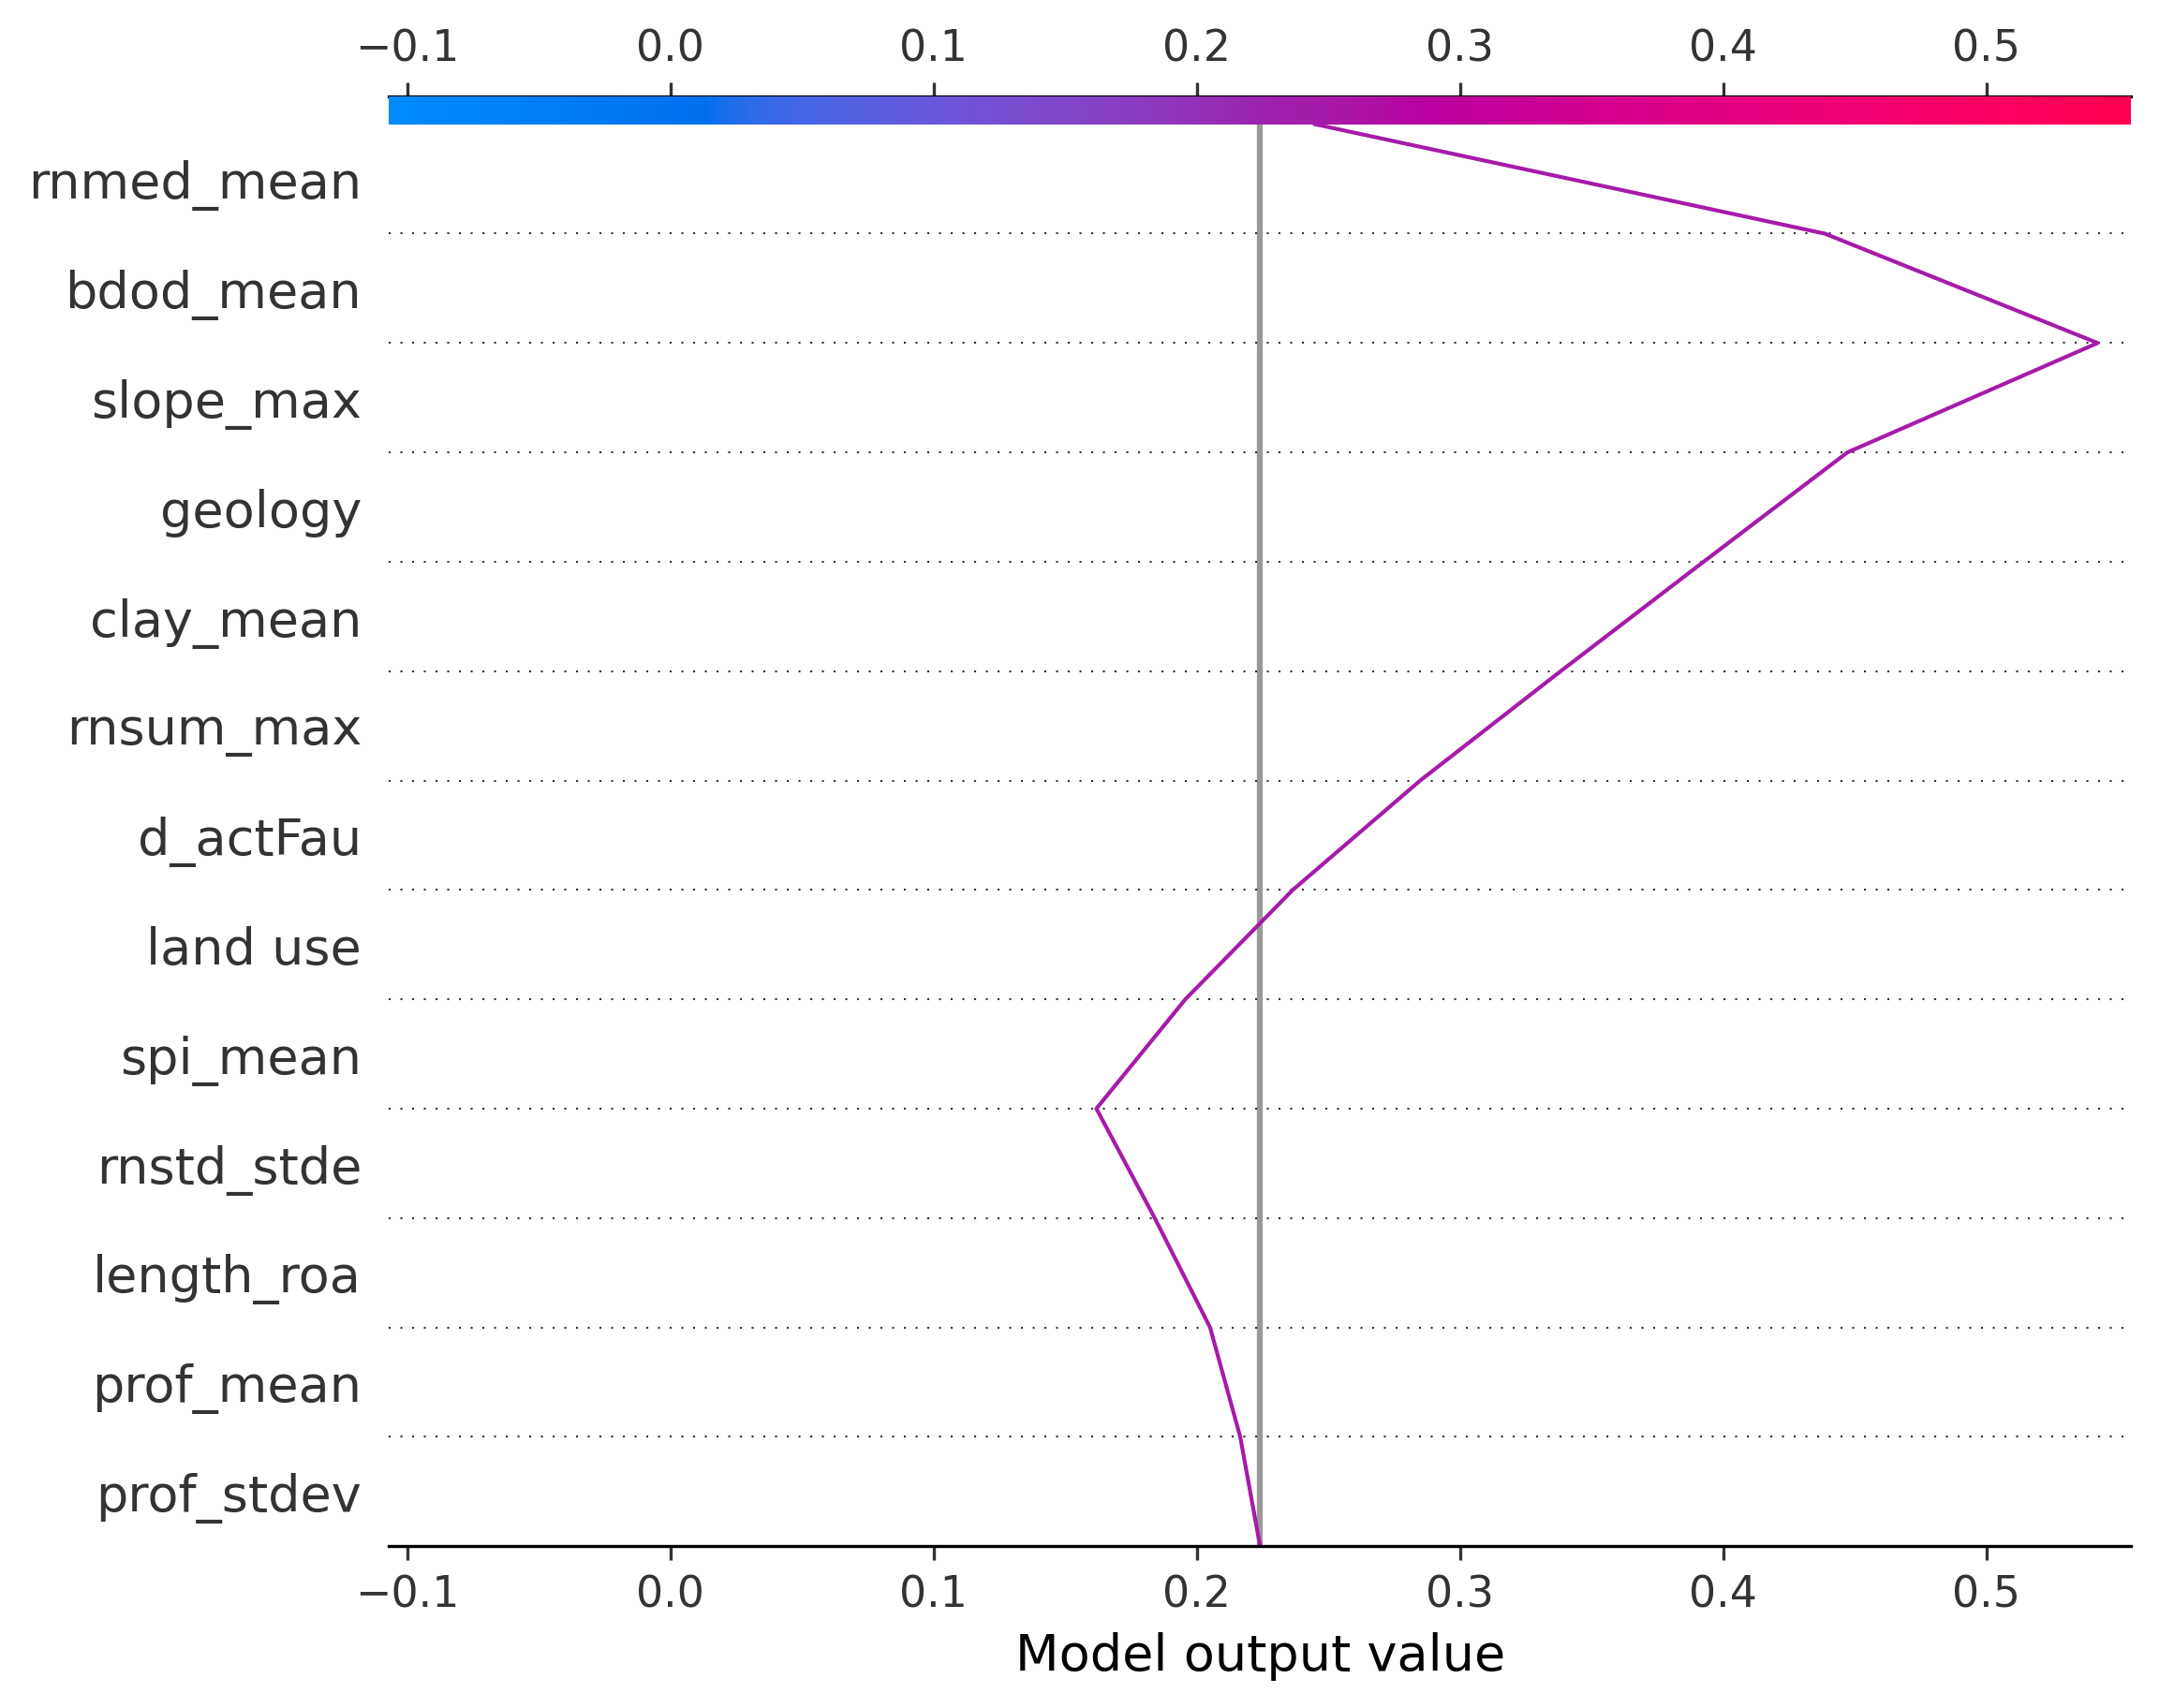 −0.1 0.0 0.1 0.2 0.3 0.4 0.5
rnmed_mean
bdod_mean
slope_max
geology
clay_mean
rnsum_max
d_actFau
land use
spi_mean
rnstd_stde
length_roa
prof_mean
prof_stdev
−0.1 0.0 0.1 0.2 0.3 0.4 0.5
Model output value